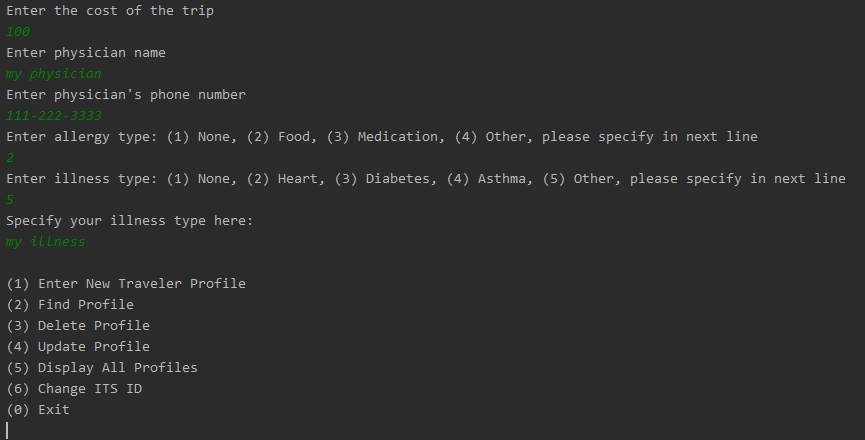 Enter the cost of the trip
100
Enter physician name
my physician
Enter physician's phone number
111-222-3333
Enter allergy type: (1) None, (2) Food, (3) Medication, (4) Other, please specify in next line
2
Enter illness type: (1) None, (2) Heart, (3) Diabetes, (4) Asthma, (5) Other, please specify in next line
5
Specify your illness type here:
my illness
(1) Enter New Traveler Profile
(2) Find Profile
(3) Delete Profile
(4) Update Profile
(5) Display All Profiles
(6) Change ITS ID
(0) Exit